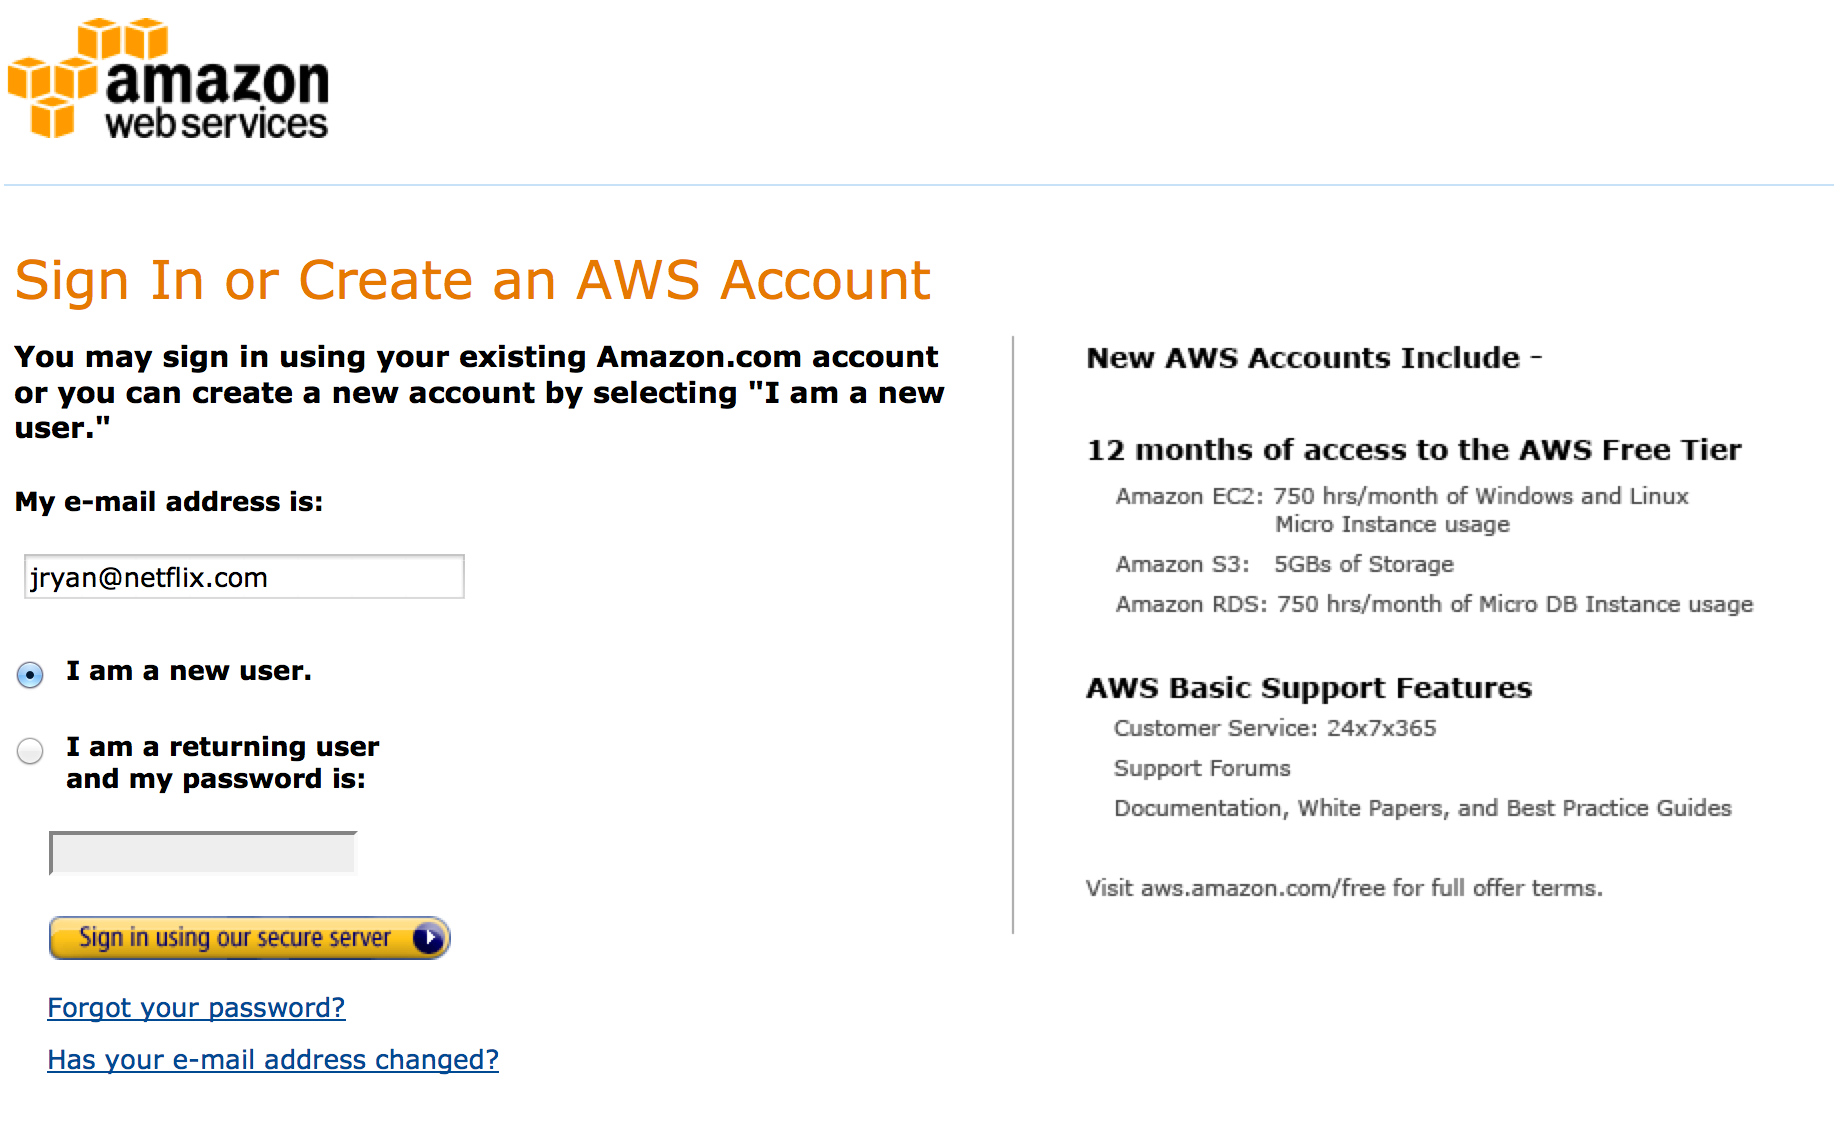 amazon
web services
Sign In or Create an AWS Account
You may sign in using your existing Amazon.com account
or you can create a new account by selecting "I am a new
user."
My e-mail address is:
jryan@netflix.com
I am a new user.
I am a returning user
and my password is:
Sign in using our secure server
Forgot your password?
Has your e-mail address changed?
New AWS Accounts Include -
12 months of access to the AWS Free Tier
Amazon EC2: 750 hrs/month of Windows and Linux
Micro Instance usage
Amazon S3: 5GBs of Storage
Amazon RDS: 750 hrs/month of Micro DB Instance usage
AWS Basic Support Features
Customer Service: 24x7x365
Support Forums
Documentation, White Papers, and Best Practice Guides
Visit aws.amazon.com/free for full offer terms.